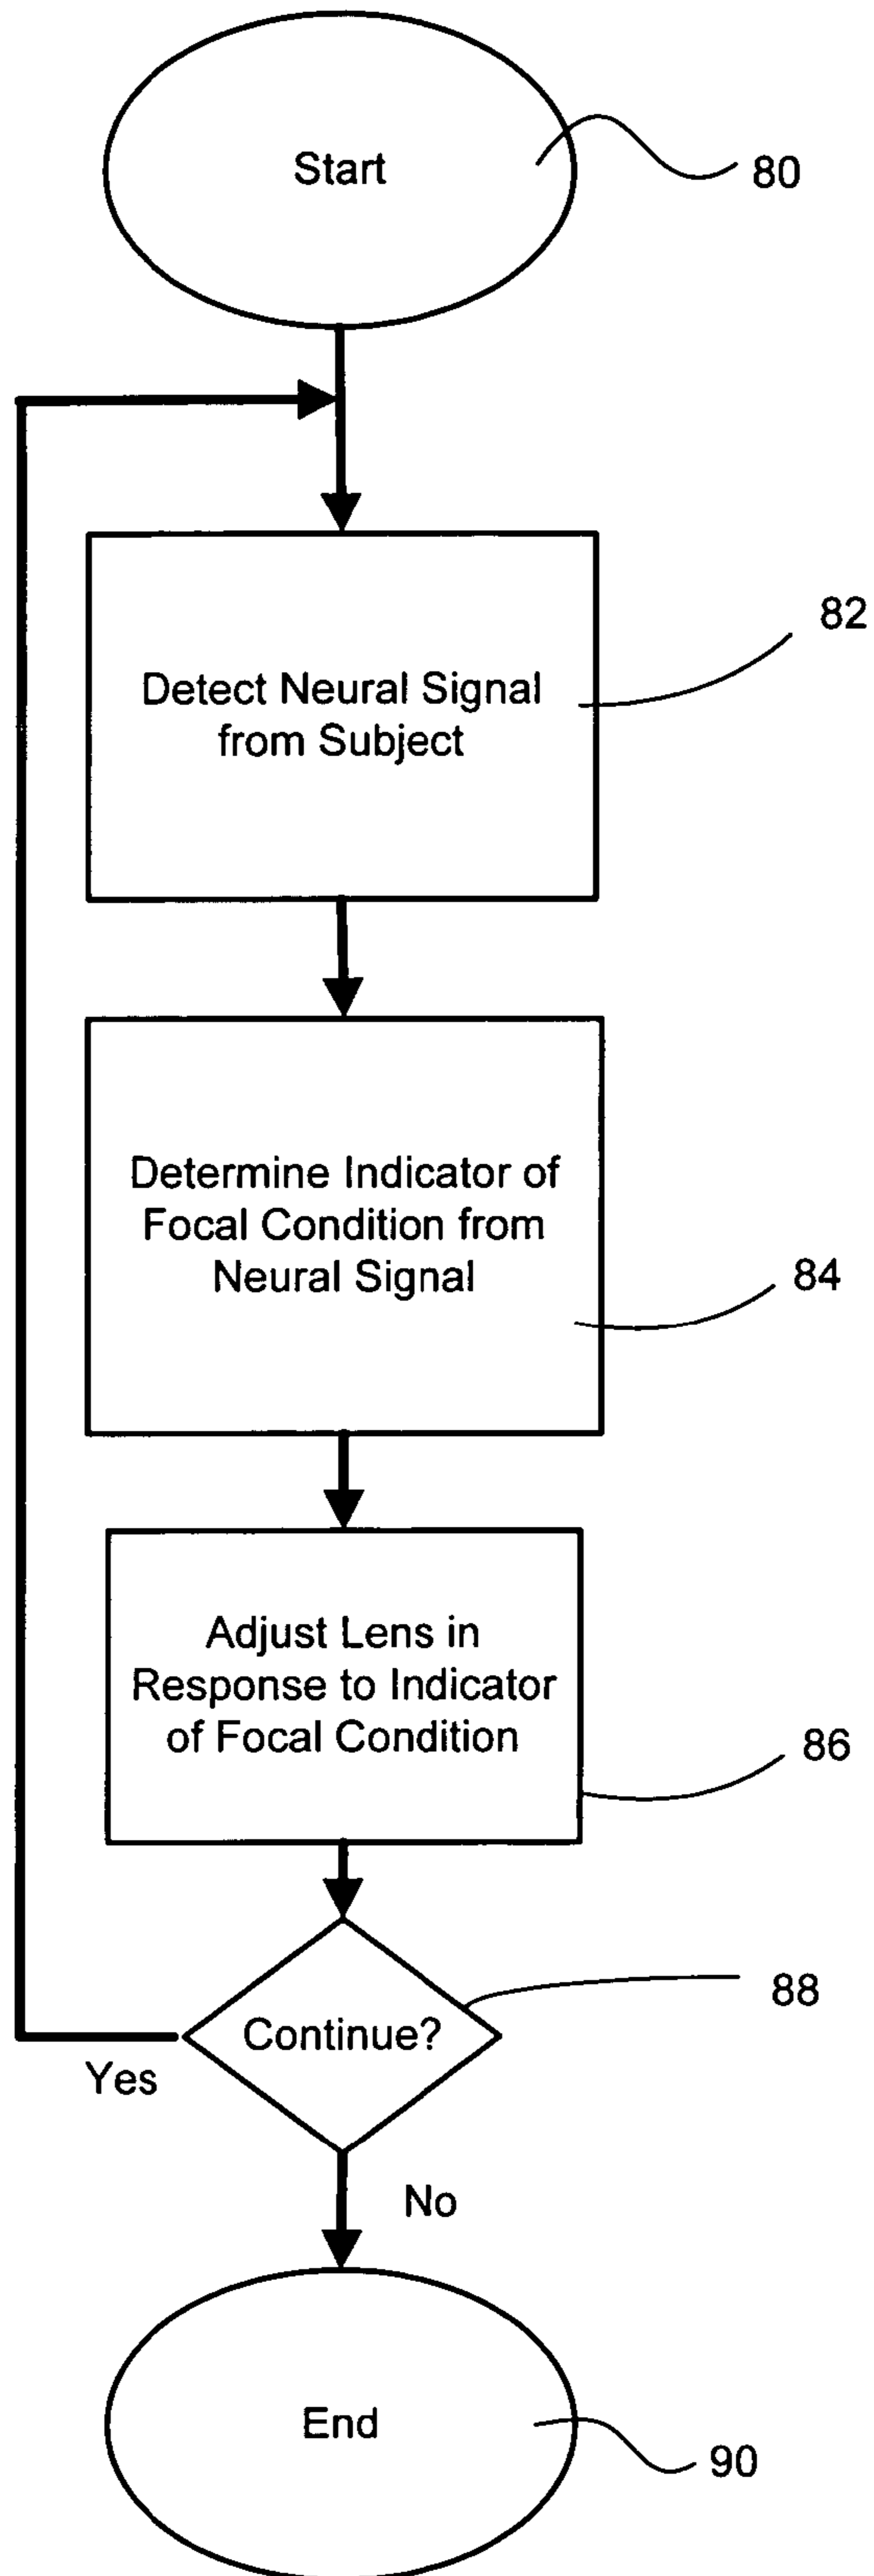 Start
80
Detect Neural Signal
from Subject
82
Determine Indicator of
Focal Condition from
Neural Signal
84
Adjust Lens in
Response to Indicator
of Focal Condition
86
Continue?
88
Yes
No
End
90